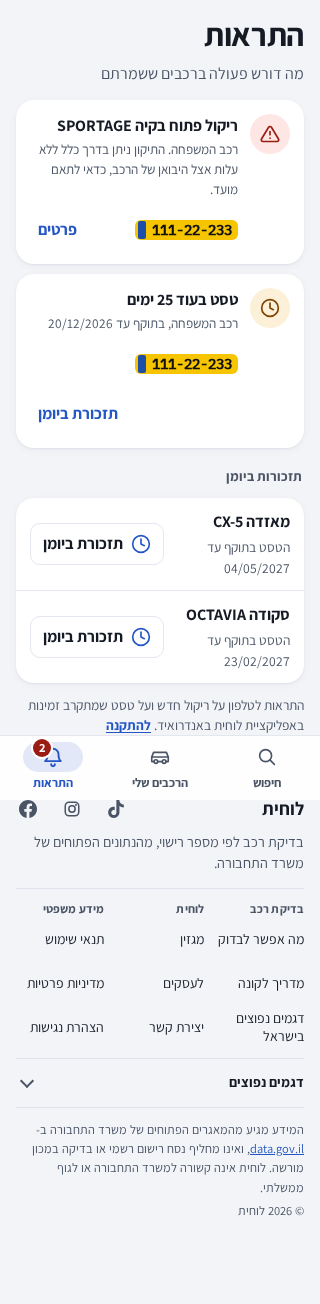 התראות
מה דורש פעולה ברכבים ששמרתם
ריקול פתוח בקיה SPORTAGE
רכב המשפחה. התיקון ניתן בדרך כלל ללא
עלות אצל היבואן של הרכב, כדאי לתאם
מועד.
111-22-233
פרטים
טסט בעוד 25 ימים
רכב המשפחה, בתוקף עד 20/12/2026
111-22-233
תזכורת ביומן
תזכורות ביומן
מאזדה CX-5
הטסט בתוקף עד
04/05/2027
תזכורת ביומן
סקודה OCTAVIA
הטסט בתוקף עד
23/02/2027
תזכורת ביומן
התראות לטלפון על ריקול חדש ועל טסט שמתקרב זמינות
באפליקציית לוחית באנדרואיד. להתקנה
חיפוש
הרכבים שלי
2
התראות
לוחית
בדיקת רכב לפי מספר רישוי, מהנתונים הפתוחים של
משרד התחבורה.
בדיקת רכב
לוחית
מידע משפטי
מה אפשר לבדוק
מגזין
תנאי שימוש
מדריך לקונה
לעסקים
מדיניות פרטיות
דגמים נפוצים
בישראל
יצירת קשר
הצהרת נגישות
דגמים נפוצים
המידע מגיע מהמאגרים הפתוחים של משרד התחבורה ב-
data.gov.il, ואינו מחליף נסח רישום רשמי או בדיקה במכון
מורשה. לוחית אינה קשורה למשרד התחבורה או לגוף
ממשלתי.
© 2026 לוחית